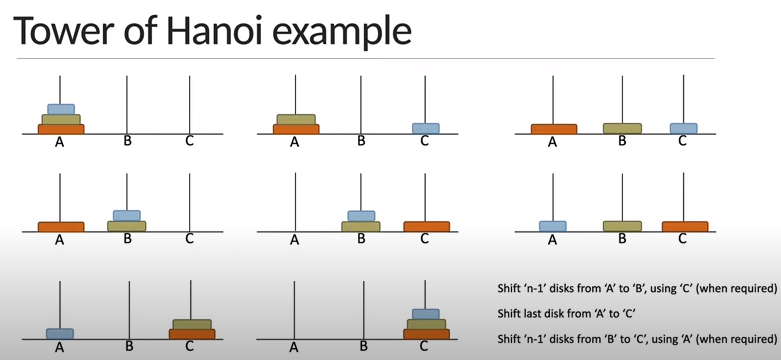 Tower of Hanoi example
A B C
A B C
A B C
A B C
A B C
A B C
A B C
A B C
Shift ‘n-1’ disks from ‘A’ to ‘B’, using ‘C’ (when required)
Shift last disk from ‘A’ to ‘C’
Shift ‘n-1’ disks from ‘B’ to ‘C’, using ‘A’ (when required)